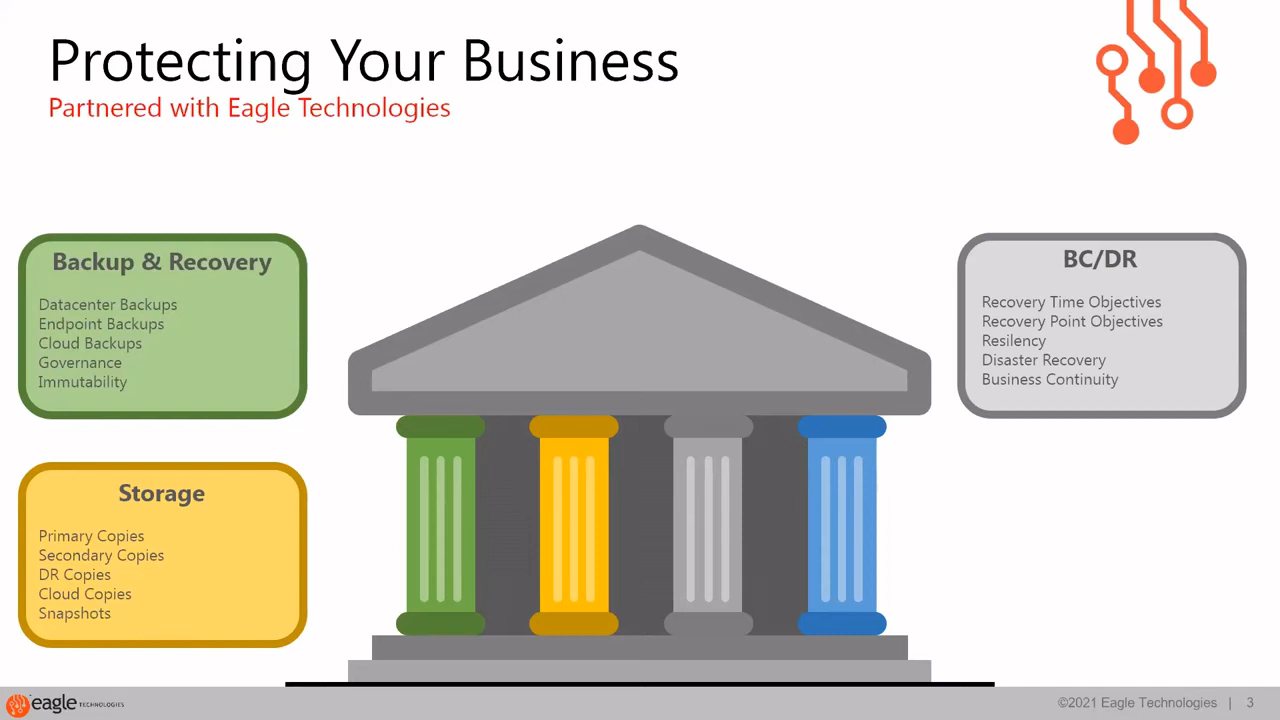 Protecting Your Business
Partnered with Eagle Technologies
Backup & Recovery
Datacenter Backups
Endpoint Backups
Cloud Backups
Governance
Immutability
Storage
Primary Copies
Secondary Copies
DR Copies
Cloud Copies
Snapshots
BC/DR
Recovery Time Objectives
Recovery Point Objectives
Resilency
Disaster Recovery
Business Continuity
eagle TECHNOLOGIES
©2021 Eagle Technologies | 3